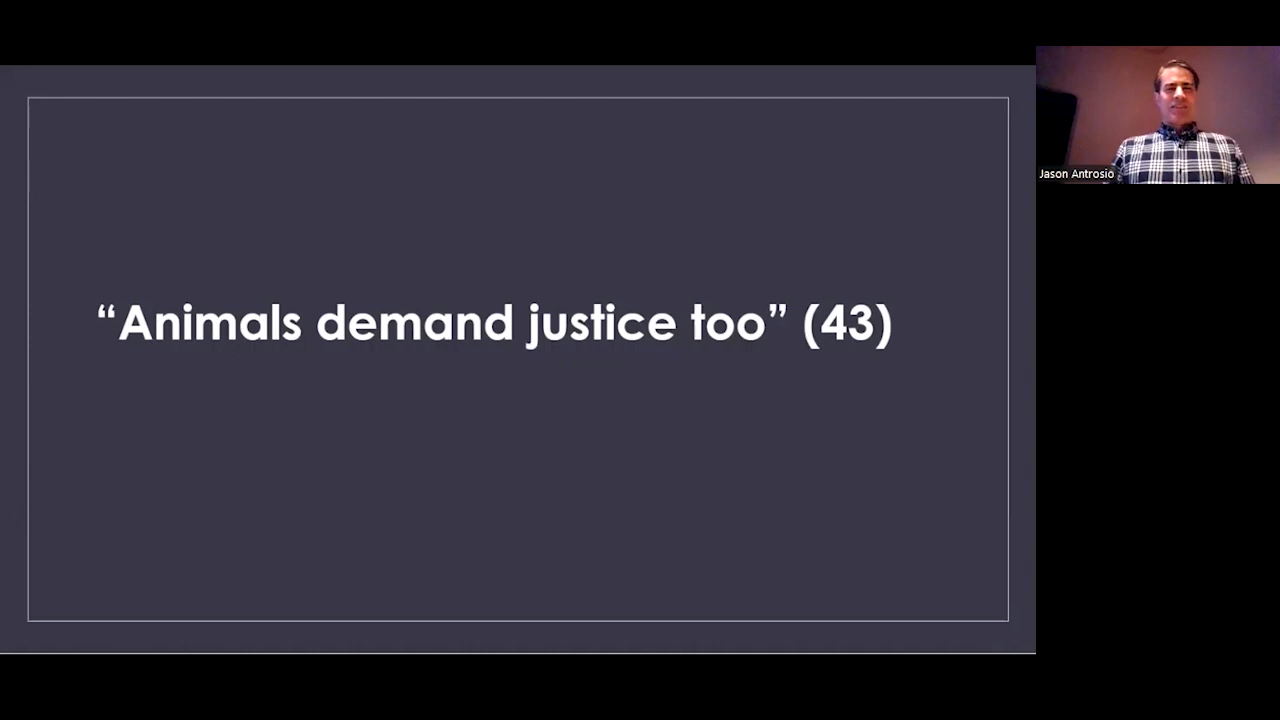 “Animals demand justice too” (43)
Jason Antrosio